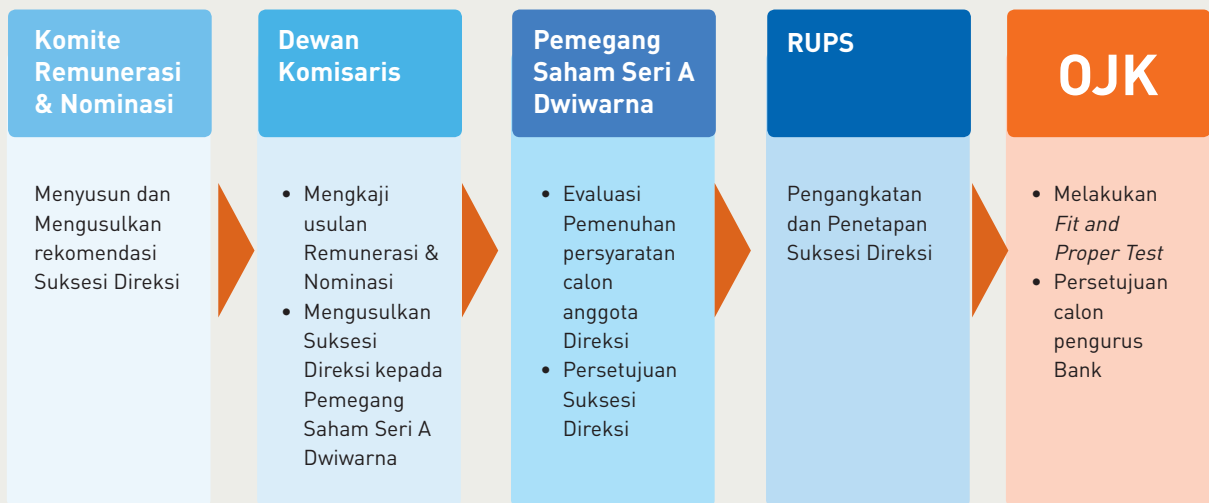 Komite
Remunerasi
& Nominasi
Menyusun dan
Mengusulkan
rekomendasi
Suksesi Direksi
Dewan
Komisaris
• Mengkaji
usulan
Remunerasi &
Nominasi
• Mengusulkan
Suksesi
Direksi kepada
Pemegang
Saham Seri A
Dwiwarna
Pemegang
Saham Seri A
Dwiwarna
• Evaluasi
Pemenuhan
persyaratan
calon
anggota
Direksi
• Persetujuan
Suksesi
Direksi
RUPS
Pengangkatan
dan Penetapan
Suksesi Direksi
OJK
• Melakukan
Fit and
Proper Test
• Persetujuan
calon
pengurus
Bank